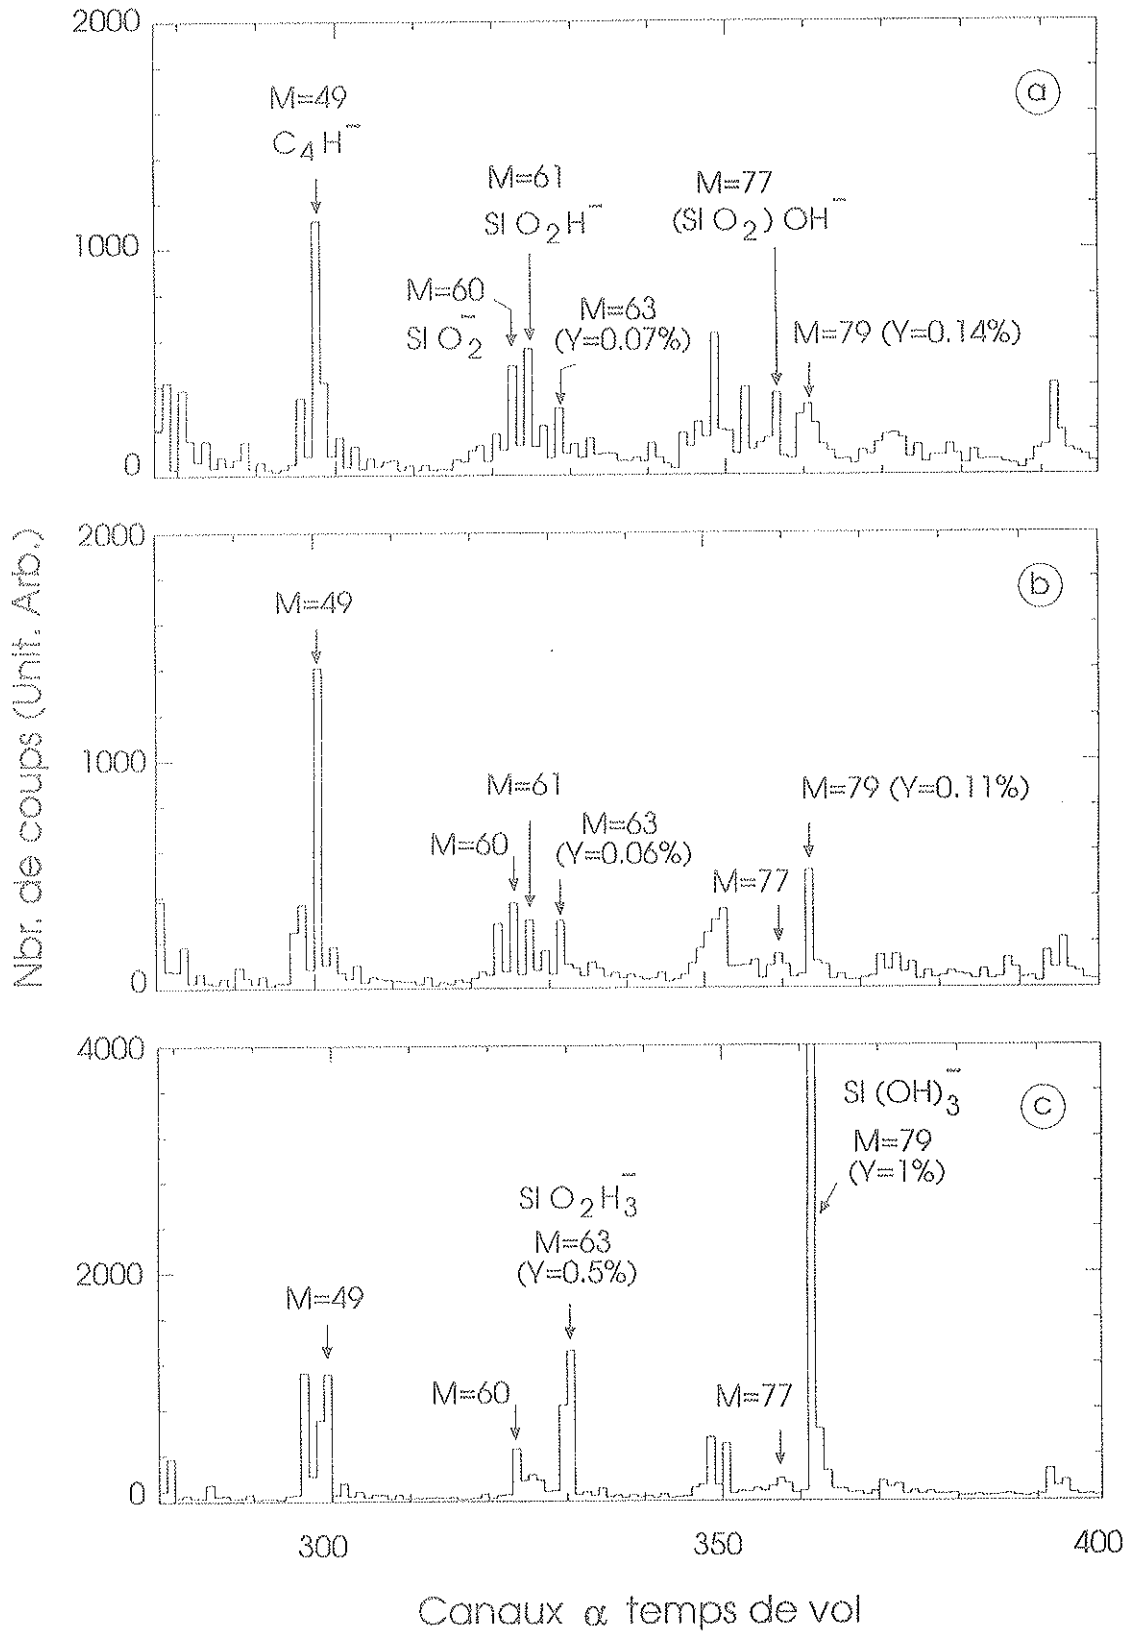 Nbr. de coups (Unit. Arb.)
2000
1000
0
a
M=49
C4H⁻
M=61
SI O2H⁻
M=60
SI O2⁻
M=63
(Y=0.07%)
M=77
(SI O2) OH⁻
M=79 (Y=0.14%)
2000
1000
0
b
M=49
M=61
M=60
M=63
(Y=0.06%)
M=77
M=79 (Y=0.11%)
4000
2000
0
c
M=49
M=60
SI O2 H3⁻
M=63
(Y=0.5%)
M=77
SI (OH)3⁻
M=79
(Y=1%)
300 350 400
Canaux α temps de vol